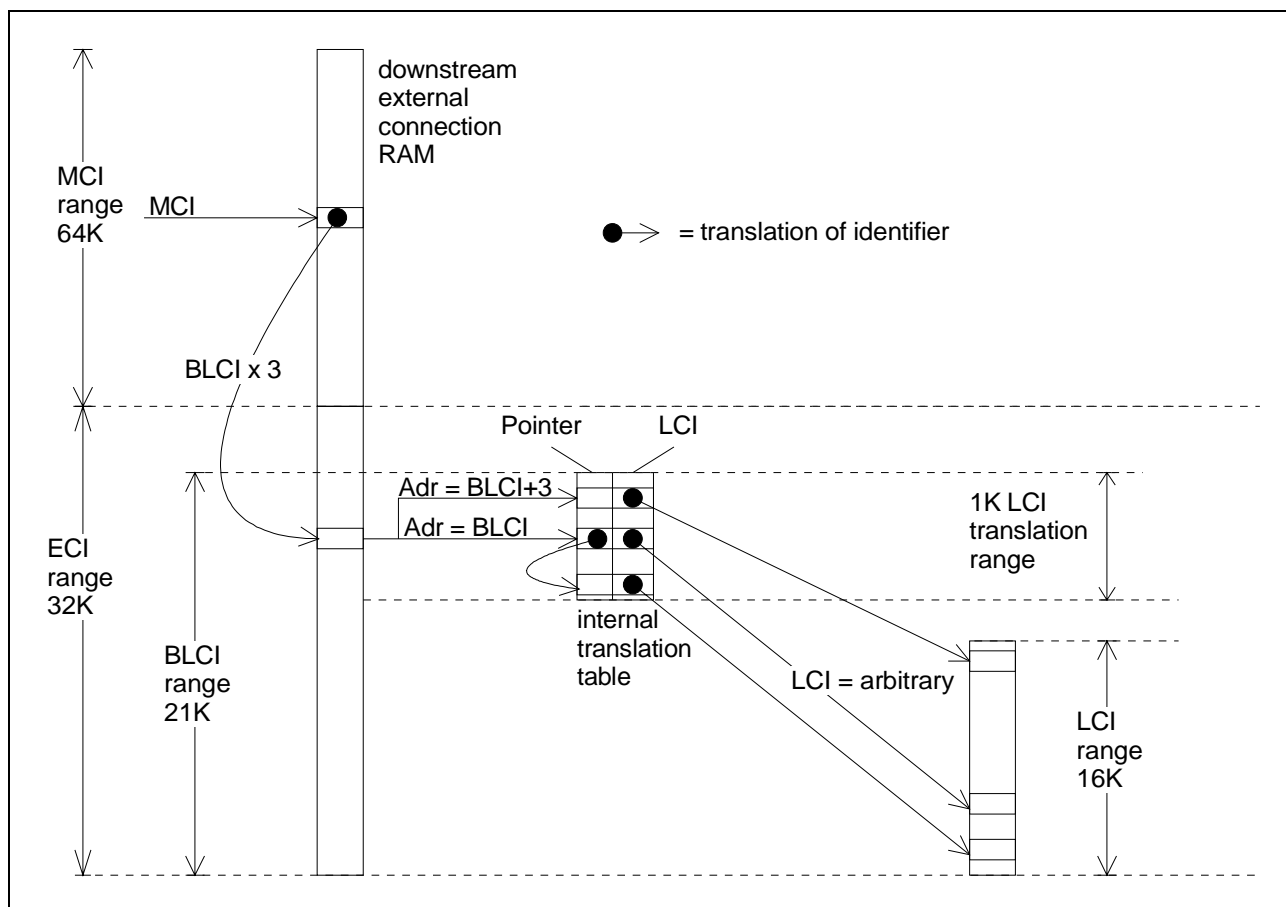 downstream
external
connection
RAM
MCI
range
64K
MCI
= translation of identifier
BLCI x 3
Pointer
LCI
Adr = BLCI+3
Adr = BLCI
1K LCI
translation
range
ECI
range
32K
internal
translation
table
BLCI
range
21K
LCI = arbitrary
LCI
range
16K